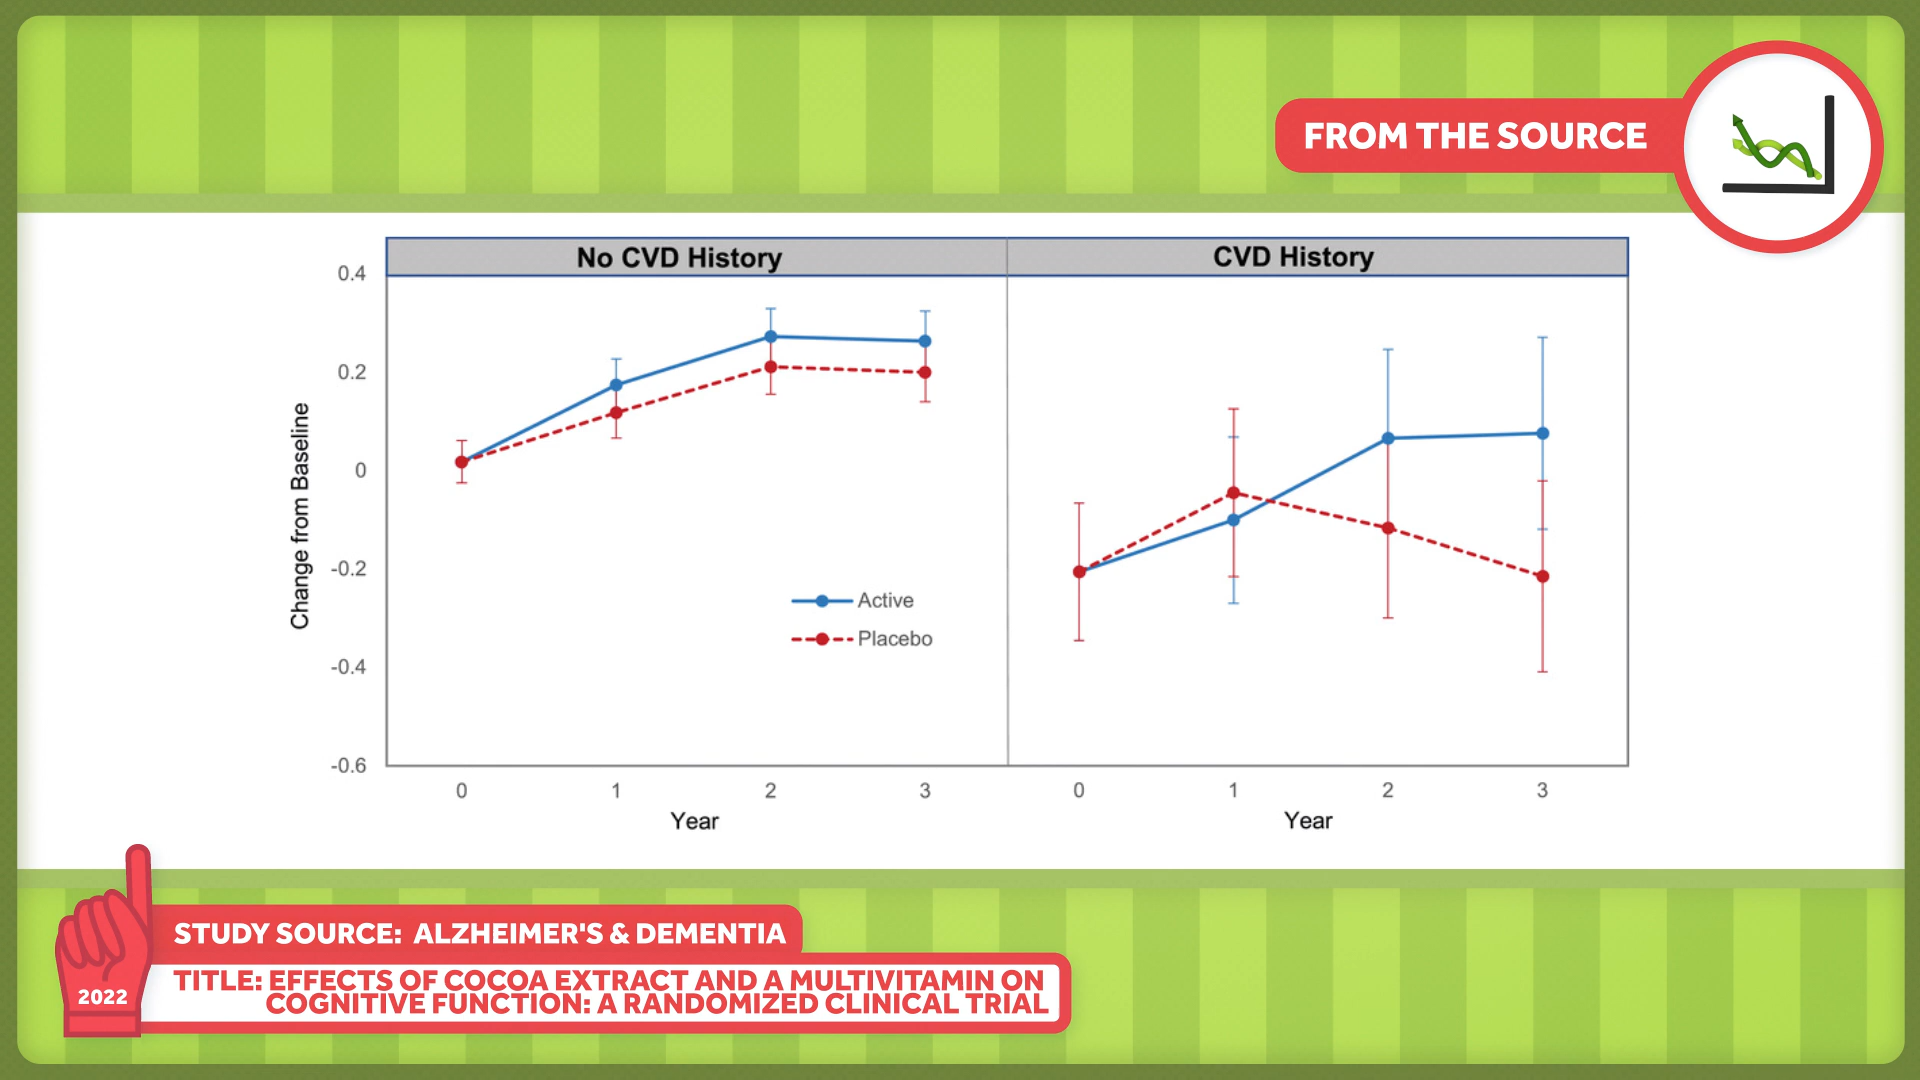 FROM THE SOURCE
No CVD History
CVD History
0.4
0.2
0
-0.2
-0.4
-0.6
Change from Baseline
Active
Placebo
0 1 2 3
0 1 2 3
Year
Year
STUDY SOURCE: ALZHEIMER'S & DEMENTIA
TITLE: EFFECTS OF COCOA EXTRACT AND A MULTIVITAMIN ON
COGNITIVE FUNCTION: A RANDOMIZED CLINICAL TRIAL
2022